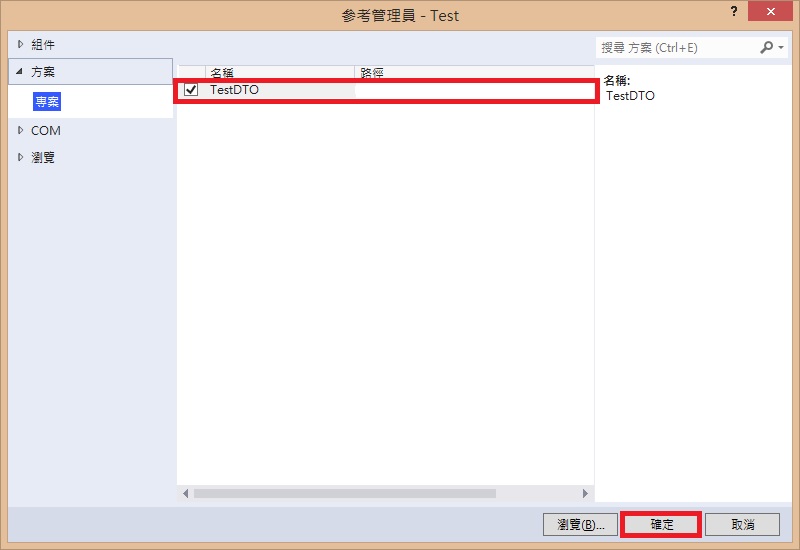 參考管理員 - Test
?
組件
方案
專案
COM
瀏覽
名稱 路徑
TestDTO
搜尋 方案 (Ctrl+E)
名稱:
TestDTO
瀏覽(B)...
確定
取消